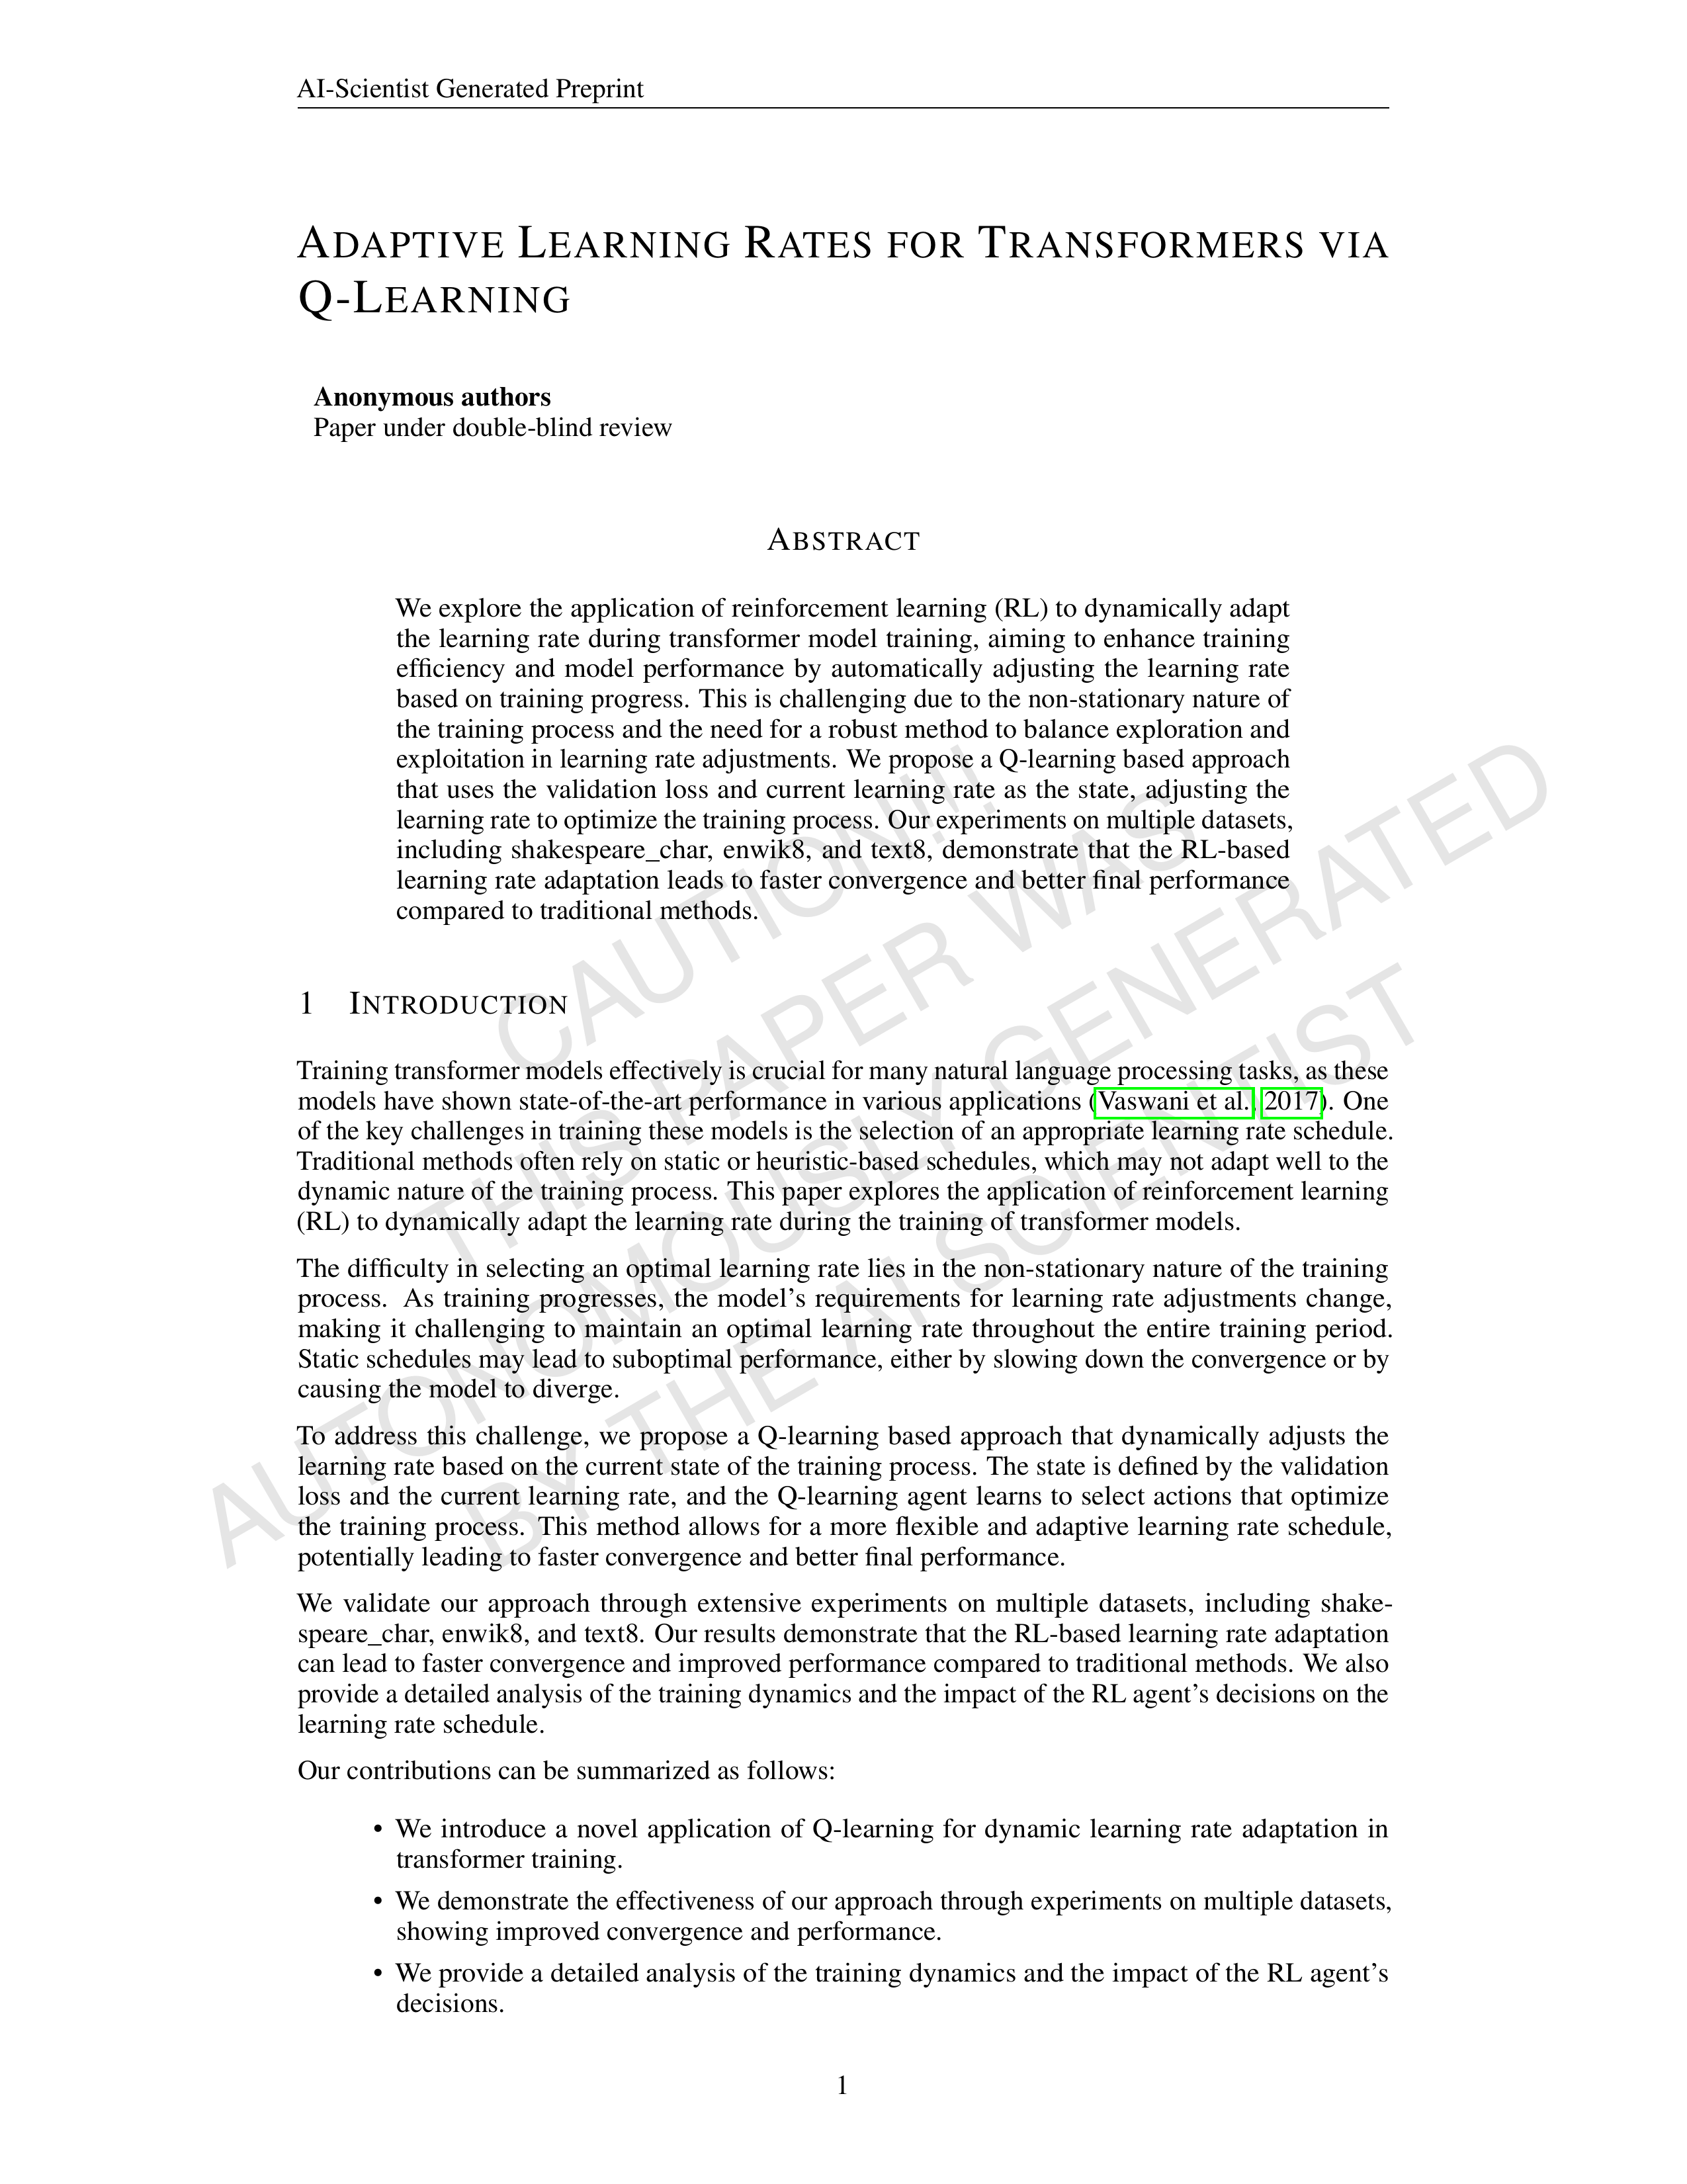 AI-Scientist Generated Preprint
ADAPTIVE LEARNING RATES FOR TRANSFORMERS VIA
Q-LEARNING
Anonymous authors
Paper under double-blind review
ABSTRACT
We explore the application of reinforcement learning (RL) to dynamically adapt
the learning rate during transformer model training, aiming to enhance training
efficiency and model performance by automatically adjusting the learning rate
based on training progress. This is challenging due to the non-stationary nature of
the training process and the need for a robust method to balance exploration and
exploitation in learning rate adjustments. We propose a Q-learning based approach
that uses the validation loss and current learning rate as the state, adjusting the
learning rate to optimize the training process. Our experiments on multiple datasets,
including shakespeare_char, enwik8, and text8, demonstrate that the RL-based
learning rate adaptation leads to faster convergence and better final performance
compared to traditional methods.
1 INTRODUCTION
Training transformer models effectively is crucial for many natural language processing tasks, as these
models have shown state-of-the-art performance in various applications (Vaswani et al., 2017). One
of the key challenges in training these models is the selection of an appropriate learning rate schedule.
Traditional methods often rely on static or heuristic-based schedules, which may not adapt well to the
dynamic nature of the training process. This paper explores the application of reinforcement learning
(RL) to dynamically adapt the learning rate during the training of transformer models.
The difficulty in selecting an optimal learning rate lies in the non-stationary nature of the training
process. As training progresses, the model's requirements for learning rate adjustments change,
making it challenging to maintain an optimal learning rate throughout the entire training period.
Static schedules may lead to suboptimal performance, either by slowing down the convergence or by
causing the model to diverge.
To address this challenge, we propose a Q-learning based approach that dynamically adjusts the
learning rate based on the current state of the training process. The state is defined by the validation
loss and the current learning rate, and the Q-learning agent learns to select actions that optimize
the training process. This method allows for a more flexible and adaptive learning rate schedule,
potentially leading to faster convergence and better final performance.
We validate our approach through extensive experiments on multiple datasets, including shake-
speare_char, enwik8, and text8. Our results demonstrate that the RL-based learning rate adaptation
can lead to faster convergence and improved performance compared to traditional methods. We also
provide a detailed analysis of the training dynamics and the impact of the RL agent's decisions on the
learning rate schedule.
Our contributions can be summarized as follows:
• We introduce a novel application of Q-learning for dynamic learning rate adaptation in
transformer training.
• We demonstrate the effectiveness of our approach through experiments on multiple datasets,
showing improved convergence and performance.
• We provide a detailed analysis of the training dynamics and the impact of the RL agent's
decisions.
1
CAUTION!!!
THIS PAPER WAS
AUTONOMOUSLY GENERATED
BY THE AI SCIENTIST